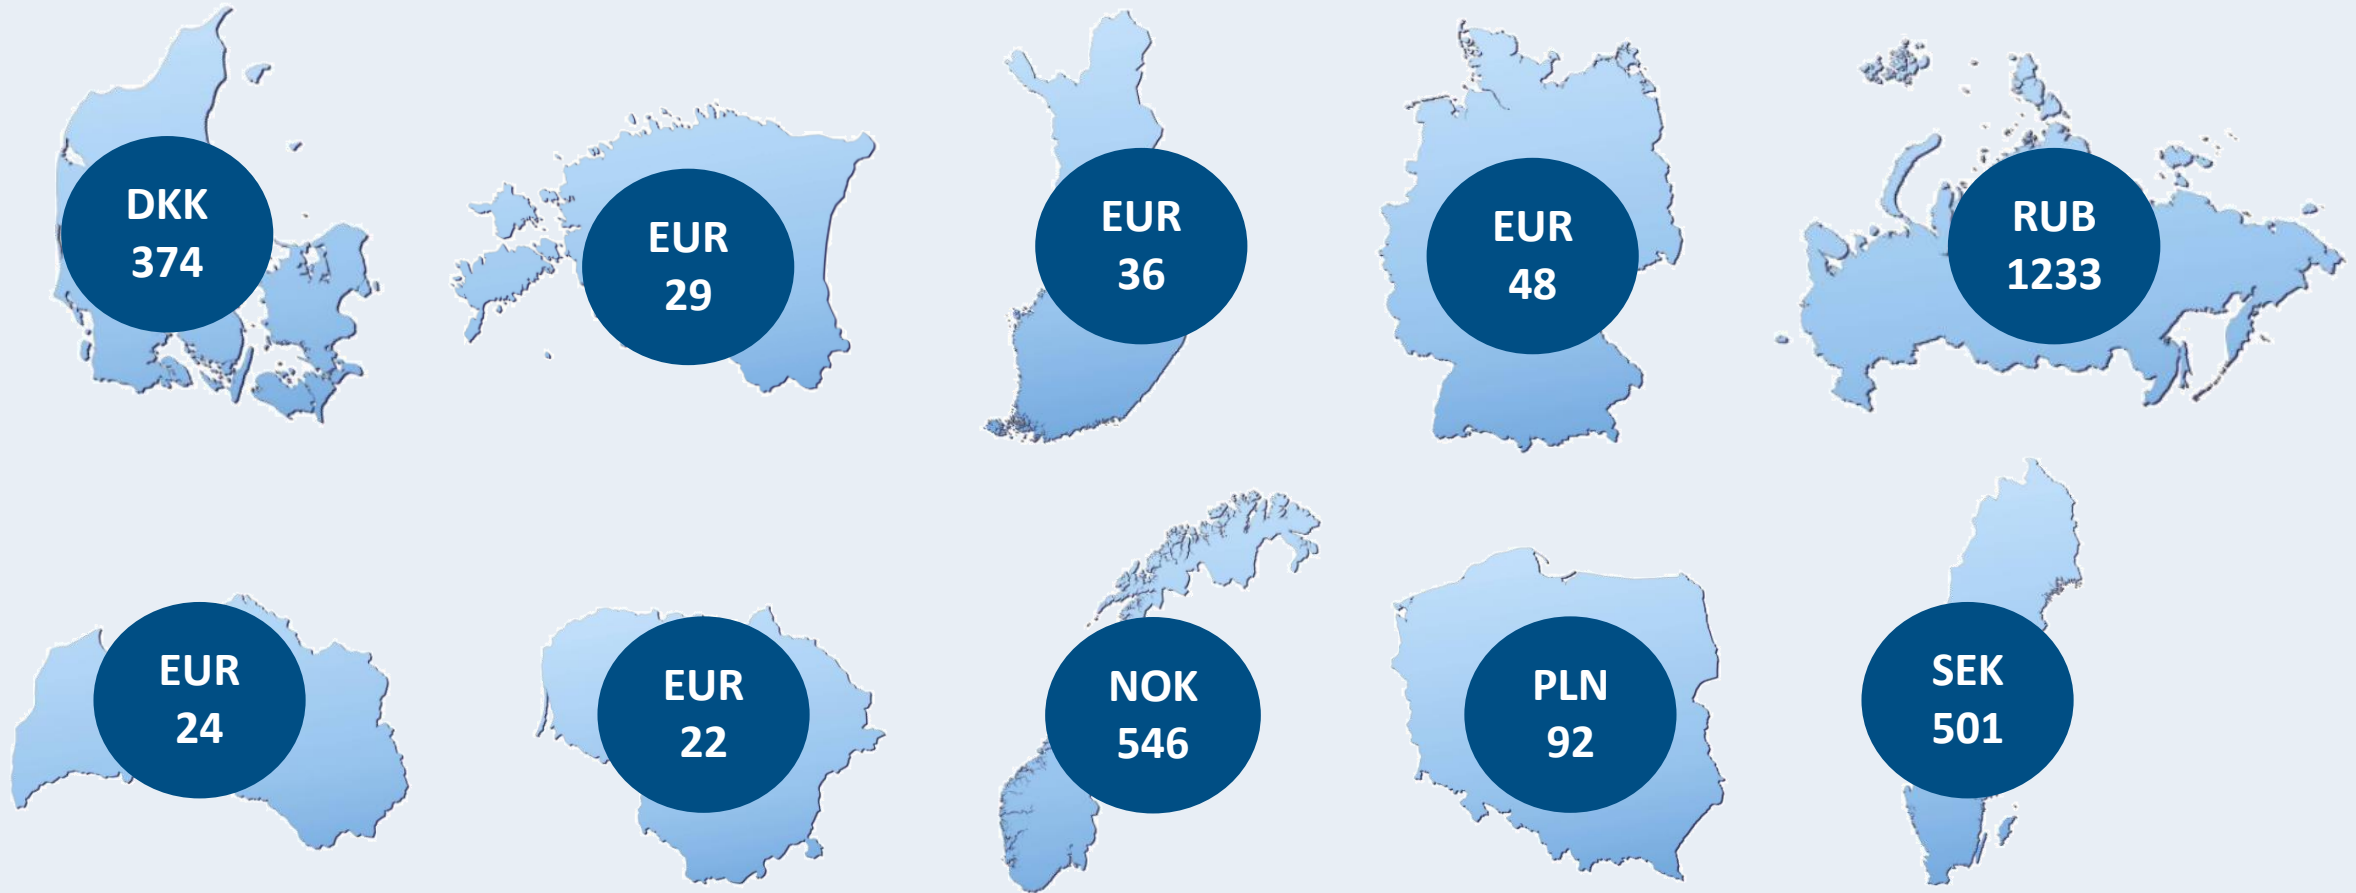 DKK
374
EUR
29
EUR
36
EUR
48
RUB
1233
EUR
24
EUR
22
NOK
546
PLN
92
SEK
501